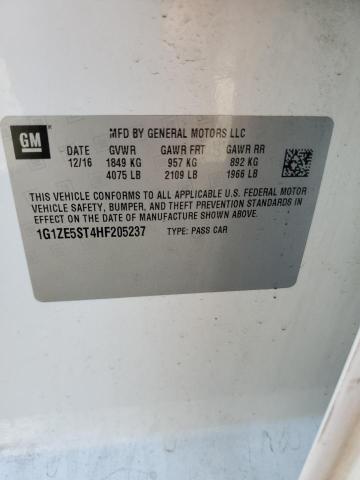 GM
MFD BY GENERAL MOTORS LLC
DATE GVWR GAWR FRT GAWR RR
12/16 1849 KG 957 KG 892 KG
4075 LB 2109 LB 1966 LB
THIS VEHICLE CONFORMS TO ALL APPLICABLE U.S. FEDERAL MOTOR
VEHICLE SAFETY, BUMPER, AND THEFT PREVENTION STANDARDS IN
EFFECT ON THE DATE OF MANUFACTURE SHOWN ABOVE.
1G1ZE5ST4HF205237 TYPE: PASS CAR